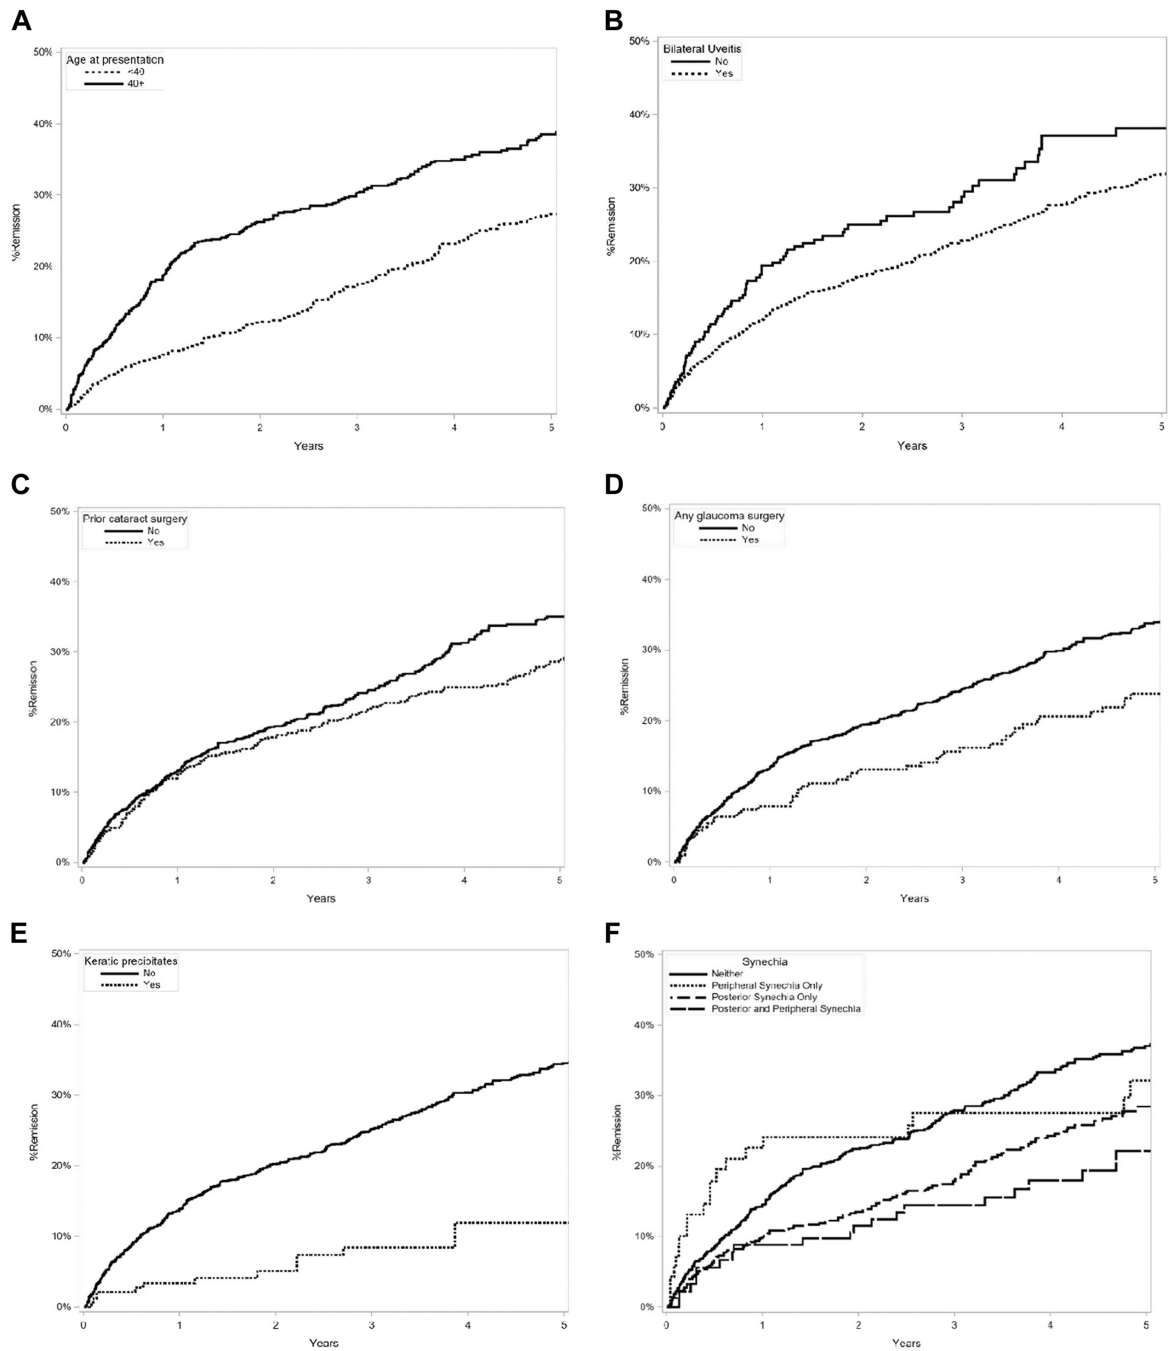 A
Age at presentation
<40
40+
50%
40%
30%
20%
10%
0%
%Remission
0 1 2 3 4 5
Years
B
Bilateral Uveitis
No
Yes
50%
40%
30%
20%
10%
0%
%Remission
0 1 2 3 4 5
Years
C
Prior cataract surgery
No
Yes
50%
40%
30%
20%
10%
0%
%Remission
0 1 2 3 4 5
Years
D
Any glaucoma surgery
No
Yes
50%
40%
30%
20%
10%
0%
%Remission
0 1 2 3 4 5
Years
E
Keratic precipitates
No
Yes
50%
40%
30%
20%
10%
0%
%Remission
0 1 2 3 4 5
Years
F
Synechia
Neither
Peripheral Synechia Only
Posterior Synechia Only
Posterior and Peripheral Synechia
50%
40%
30%
20%
10%
0%
%Remission
0 1 2 3 4 5
Years